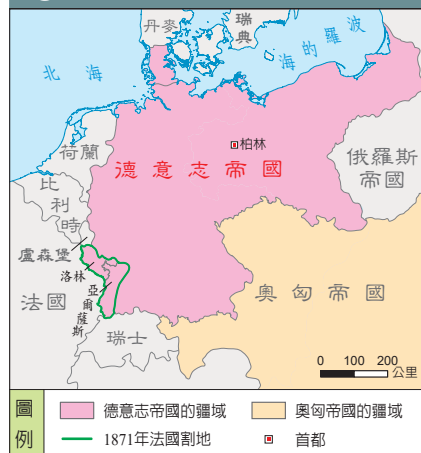 丹麥
瑞典
北海
波羅的海
荷蘭
柏林
德意志帝國
俄羅斯
帝國
比利時
盧森堡
洛林
亞爾薩斯
法國
奧匈帝國
瑞士
0 100 200
公里
圖例
德意志帝國的疆域
奧匈帝國的疆域
1871年法國割地
首都